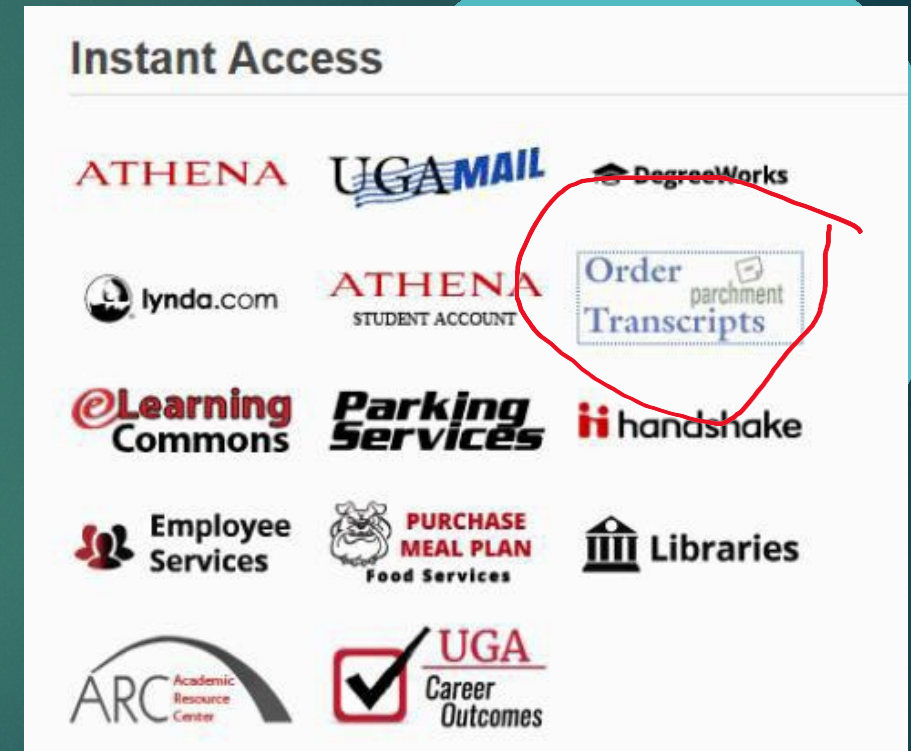 Instant Access
ATHENA
UGAMAIL
DegreeWorks
lynda.com
ATHENA
STUDENT ACCOUNT
Order
parchment
Transcripts
eLearning
Commons
Parking
Services
handshake
Employee
Services
PURCHASE
MEAL PLAN
Food Services
Libraries
ARC
Academic
Resource
Center
UGA
Career
Outcomes